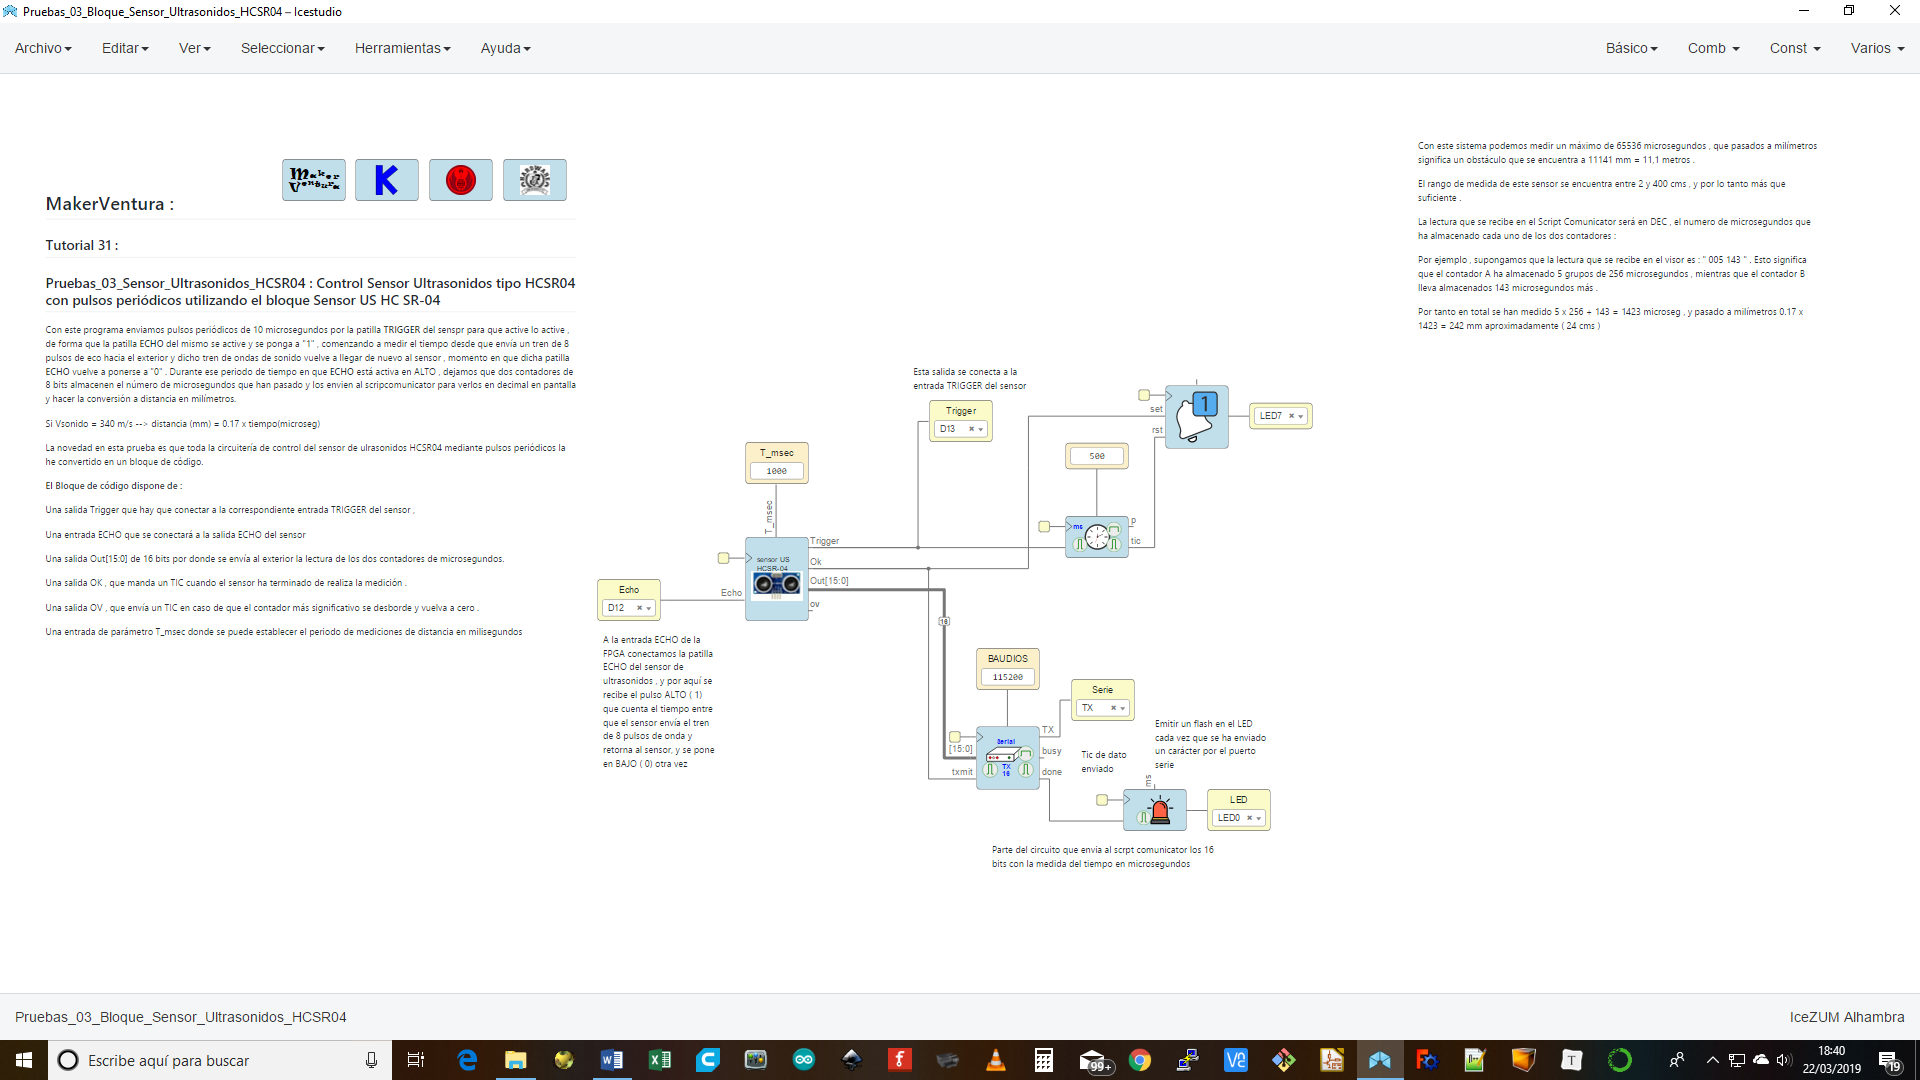 Pruebas_03_Bloque_Sensor_Ultrasonidos_HCSR04 – Icestudio
Archivo
Editar
Ver
Seleccionar
Herramientas
Ayuda
Básico
Comb
Const
Varios
Maker
Ventura
K
MakerVentura :
Tutorial 31 :
Pruebas_03_Sensor_Ultrasonidos_HCSR04 : Control Sensor Ultrasonidos tipo HCSR04
con pulsos periódicos utilizando el bloque Sensor US HC SR-04
Con este programa enviamos pulsos periódicos de 10 microsegundos por la patilla TRIGGER del senspr para que active lo active ,
de forma que la patilla ECHO del mismo se active y se ponga a "1" , comenzando a medir el tiempo desde que envía un tren de 8
pulsos de eco hacia el exterior y dicho tren de ondas de sonido vuelve a llegar de nuevo al sensor , momento en que dicha patilla
ECHO vuelve a ponerse a "0" . Durante ese periodo de tiempo en que ECHO está activa en ALTO , dejamos que dos contadores de
8 bits almacenen el número de microsegundos que han pasado y los envien al scripcomunicator para verlos en decimal en pantalla
y hacer la conversión a distancia en milímetros.
Si Vsonido = 340 m/s --> distancia (mm) = 0.17 x tiempo(microseg)
La novedad en esta prueba es que toda la circuitería de control del sensor de ulrasonidos HCSR04 mediante pulsos periódicos la
he convertido en un bloque de código.
El Bloque de código dispone de :
Una salida Trigger que hay que conectar a la correspondiente entrada TRIGGER del sensor ,
Una entrada ECHO que se conectará a la salida ECHO del sensor
Una salida Out[15:0] de 16 bits por donde se envía al exterior la lectura de los dos contadores de microsegundos.
Una salida OK , que manda un TIC cuando el sensor ha terminado de realiza la medición .
Una salida OV , que envía un TIC en caso de que el contador más significativo se desborde y vuelva a cero .
Una entrada de parámetro T_msec donde se puede establecer el periodo de mediciones de distancia en milisegundos
Con este sistema podemos medir un máximo de 65536 microsegundos , que pasados a milímetros
significa un obstáculo que se encuentra a 11141 mm = 11,1 metros .
El rango de medida de este sensor se encuentra entre 2 y 400 cms , y por lo tanto más que
suficiente .
La lectura que se recibe en el Script Comunicator será en DEC , el numero de microsegundos que
ha almacenado cada uno de los dos contadores :
Por ejemplo , supongamos que la lectura que se recibe en el visor es : " 005 143 " . Esto significa
que el contador A ha almacenado 5 grupos de 256 microsegundos , mientras que el contador B
lleva almacenados 143 microsegundos más .
Por tanto en total se han medido 5 x 256 + 143 = 1423 microseg , y pasado a milímetros 0.17 x
1423 = 242 mm aproximadamente ( 24 cms )
Esta salida se conecta a la
entrada TRIGGER del sensor
Trigger
D13
1
set
rst
LED7
500
ms
p
tic
T_msec
1000
T_msec
sensor US
HCSR-04
Trigger
Ok
Out[15:0]
ov
Echo
Echo
D12
A la entrada ECHO de la
FPGA conectamos la patilla
ECHO del sensor de
ultrasonidos , y por aquí se
recibe el pulso ALTO ( 1)
que cuenta el tiempo entre
que el sensor envía el tren
de 8 pulsos de onda y
retorna al sensor, y se pone
en BAJO ( 0) otra vez
16
BAUDIOS
115200
Serie
TX
Serial
TX
16
[15:0]
txmit
TX
busy
done
Tic de dato
enviado
Emitir un flash en el LED
cada vez que se ha enviado
un carácter por el puerto
serie
ms
LED
LED0
Parte del circuito que envia al scrpt comunicator los 16
bits con la medida del tiempo en microsegundos
Pruebas_03_Bloque_Sensor_Ultrasonidos_HCSR04
IceZUM Alhambra
Escribe aquí para buscar
99+
18:40
22/03/2019
19